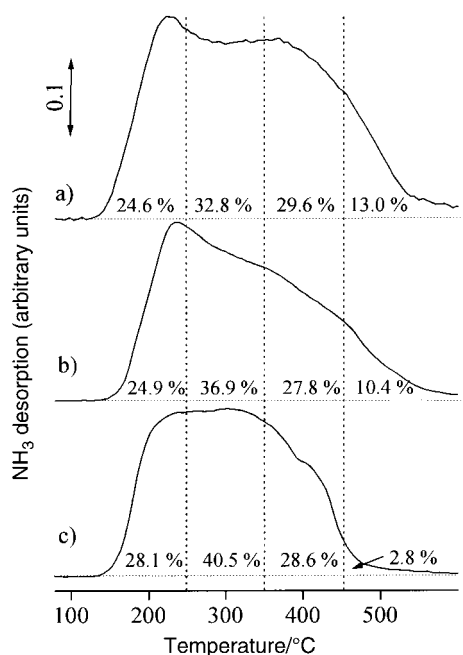 0.1
a)
24.6 % 32.8 % 29.6 % 13.0 %
b)
24.9 % 36.9 % 27.8 % 10.4 %
c)
28.1 % 40.5 % 28.6 % 2.8 %
NH₃ desorption (arbitrary units)
100 200 300 400 500
Temperature/°C